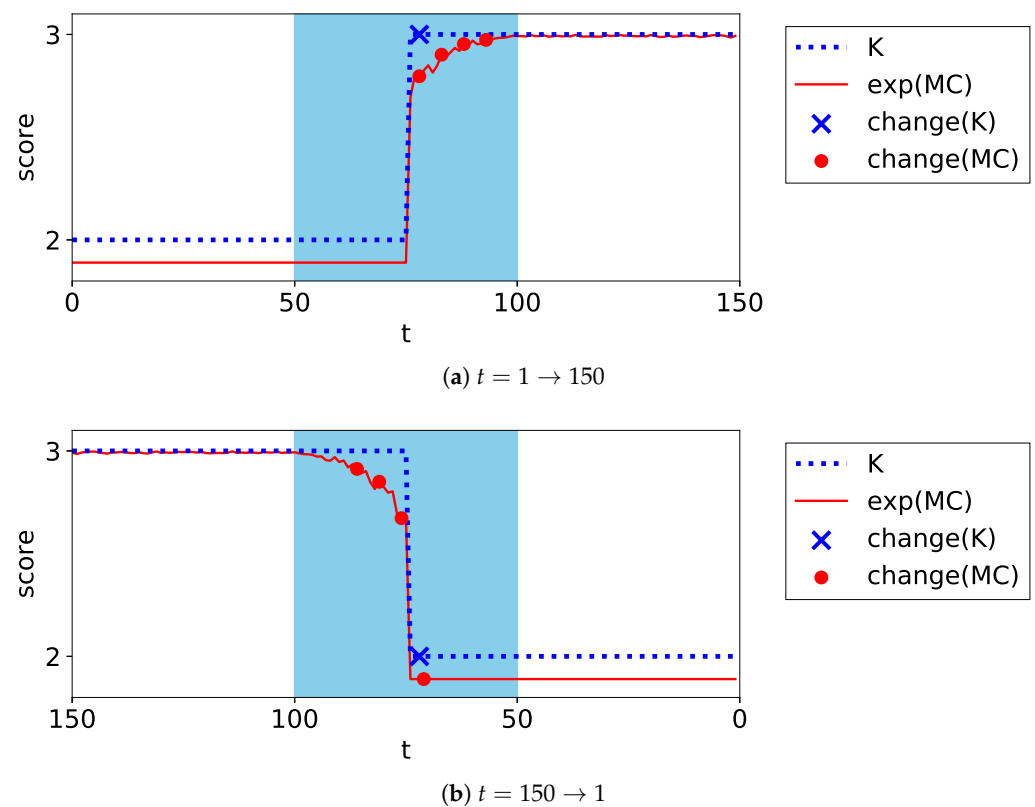 3
2
score
0 50 100 150
t
K
exp(MC)
change(K)
change(MC)
(a) t = 1 → 150
3
2
score
150 100 50 0
t
K
exp(MC)
change(K)
change(MC)
(b) t = 150 → 1